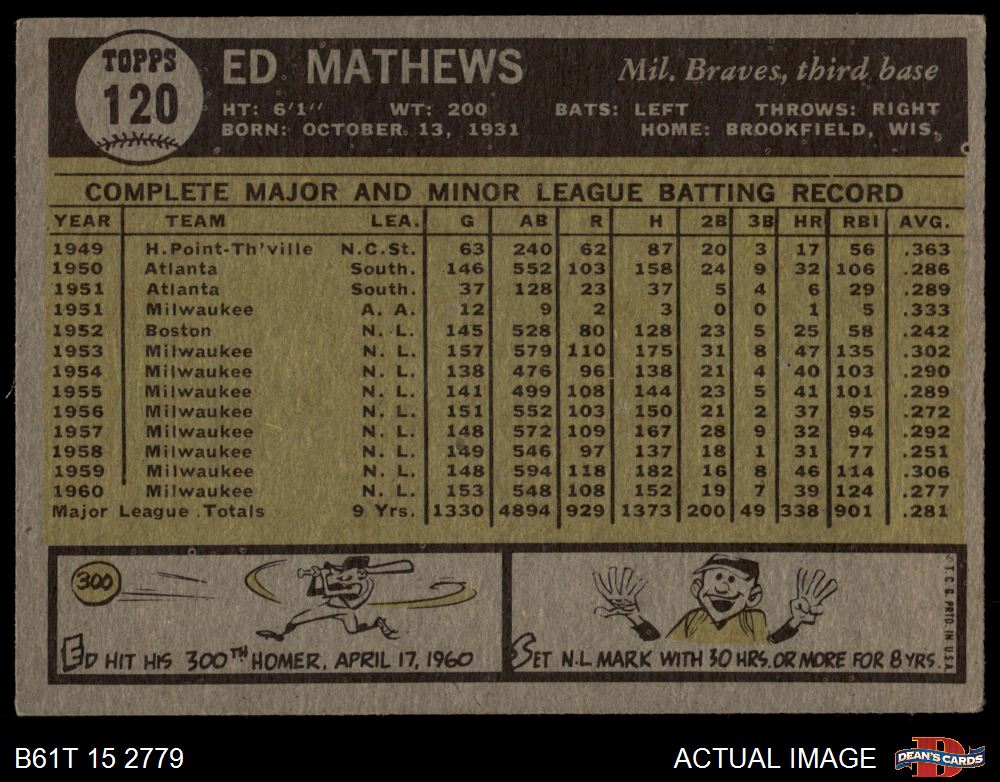 TOPPS
120
ED. MATHEWS
Mil. Braves, third base
HT: 6'1" WT: 200 BATS: LEFT THROWS: RIGHT
BORN: OCTOBER 13, 1931 HOME: BROOKFIELD, WIS.
COMPLETE MAJOR AND MINOR LEAGUE BATTING RECORD
YEAR TEAM LEA. G AB R H 2B 3B HR RBI AVG.
1949 H.Point-Th'ville N.C.St. 63 240 62 87 20 3 17 56 .363
1950 Atlanta South. 146 552 103 158 24 9 32 106 .286
1951 Atlanta South. 37 128 23 37 5 4 6 29 .289
1951 Milwaukee A. A. 12 9 2 3 0 0 1 5 .333
1952 Boston N. L. 145 528 80 128 23 5 25 58 .242
1953 Milwaukee N. L. 157 579 110 175 31 8 47 135 .302
1954 Milwaukee N. L. 138 476 96 138 21 4 40 103 .290
1955 Milwaukee N. L. 141 499 108 144 23 5 41 101 .289
1956 Milwaukee N. L. 151 552 103 150 21 2 37 95 .272
1957 Milwaukee N. L. 148 572 109 167 28 9 32 94 .292
1958 Milwaukee N. L. 149 546 97 137 18 1 31 77 .251
1959 Milwaukee N. L. 148 594 118 182 16 8 46 114 .306
1960 Milwaukee N. L. 153 548 108 152 19 7 39 124 .277
Major League Totals 9 Yrs. 1330 4894 929 1373 200 49 338 901 .281
300
ED HIT HIS 300TH HOMER, APRIL 17, 1960
SET N.L MARK WITH 30 HRS. OR MORE FOR 8 YRS.
T.C.G. PRTD. IN U.S.A.
B61T 15 2779
ACTUAL IMAGE
D
DEAN'S CARDS